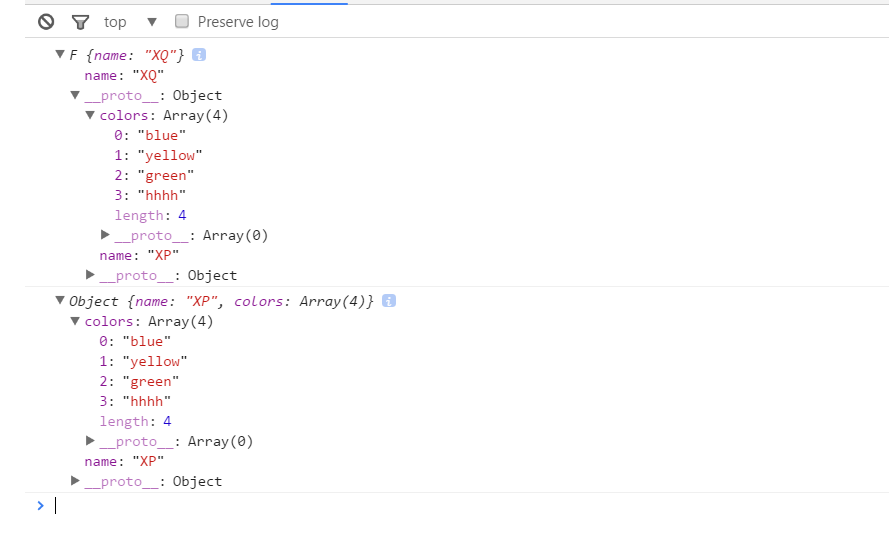 top Preserve log
F {name: "XQ"} i
name: "XQ"
__proto__: Object
colors: Array(4)
0: "blue"
1: "yellow"
2: "green"
3: "hhhh"
length: 4
__proto__: Array(0)
name: "XP"
__proto__: Object
Object {name: "XP", colors: Array(4)} i
colors: Array(4)
0: "blue"
1: "yellow"
2: "green"
3: "hhhh"
length: 4
__proto__: Array(0)
name: "XP"
__proto__: Object